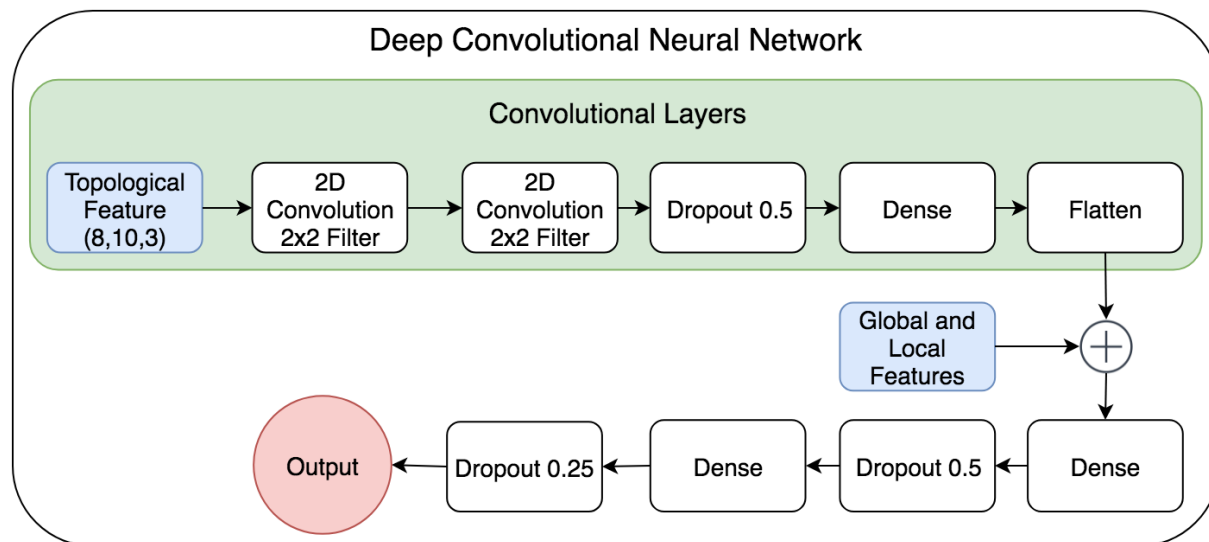 Deep Convolutional Neural Network
Convolutional Layers
Topological
Feature
(8,10,3)
2D
Convolution
2x2 Filter
2D
Convolution
2x2 Filter
Dropout 0.5
Dense
Flatten
Global and
Local
Features
Output
Dropout 0.25
Dense
Dropout 0.5
Dense